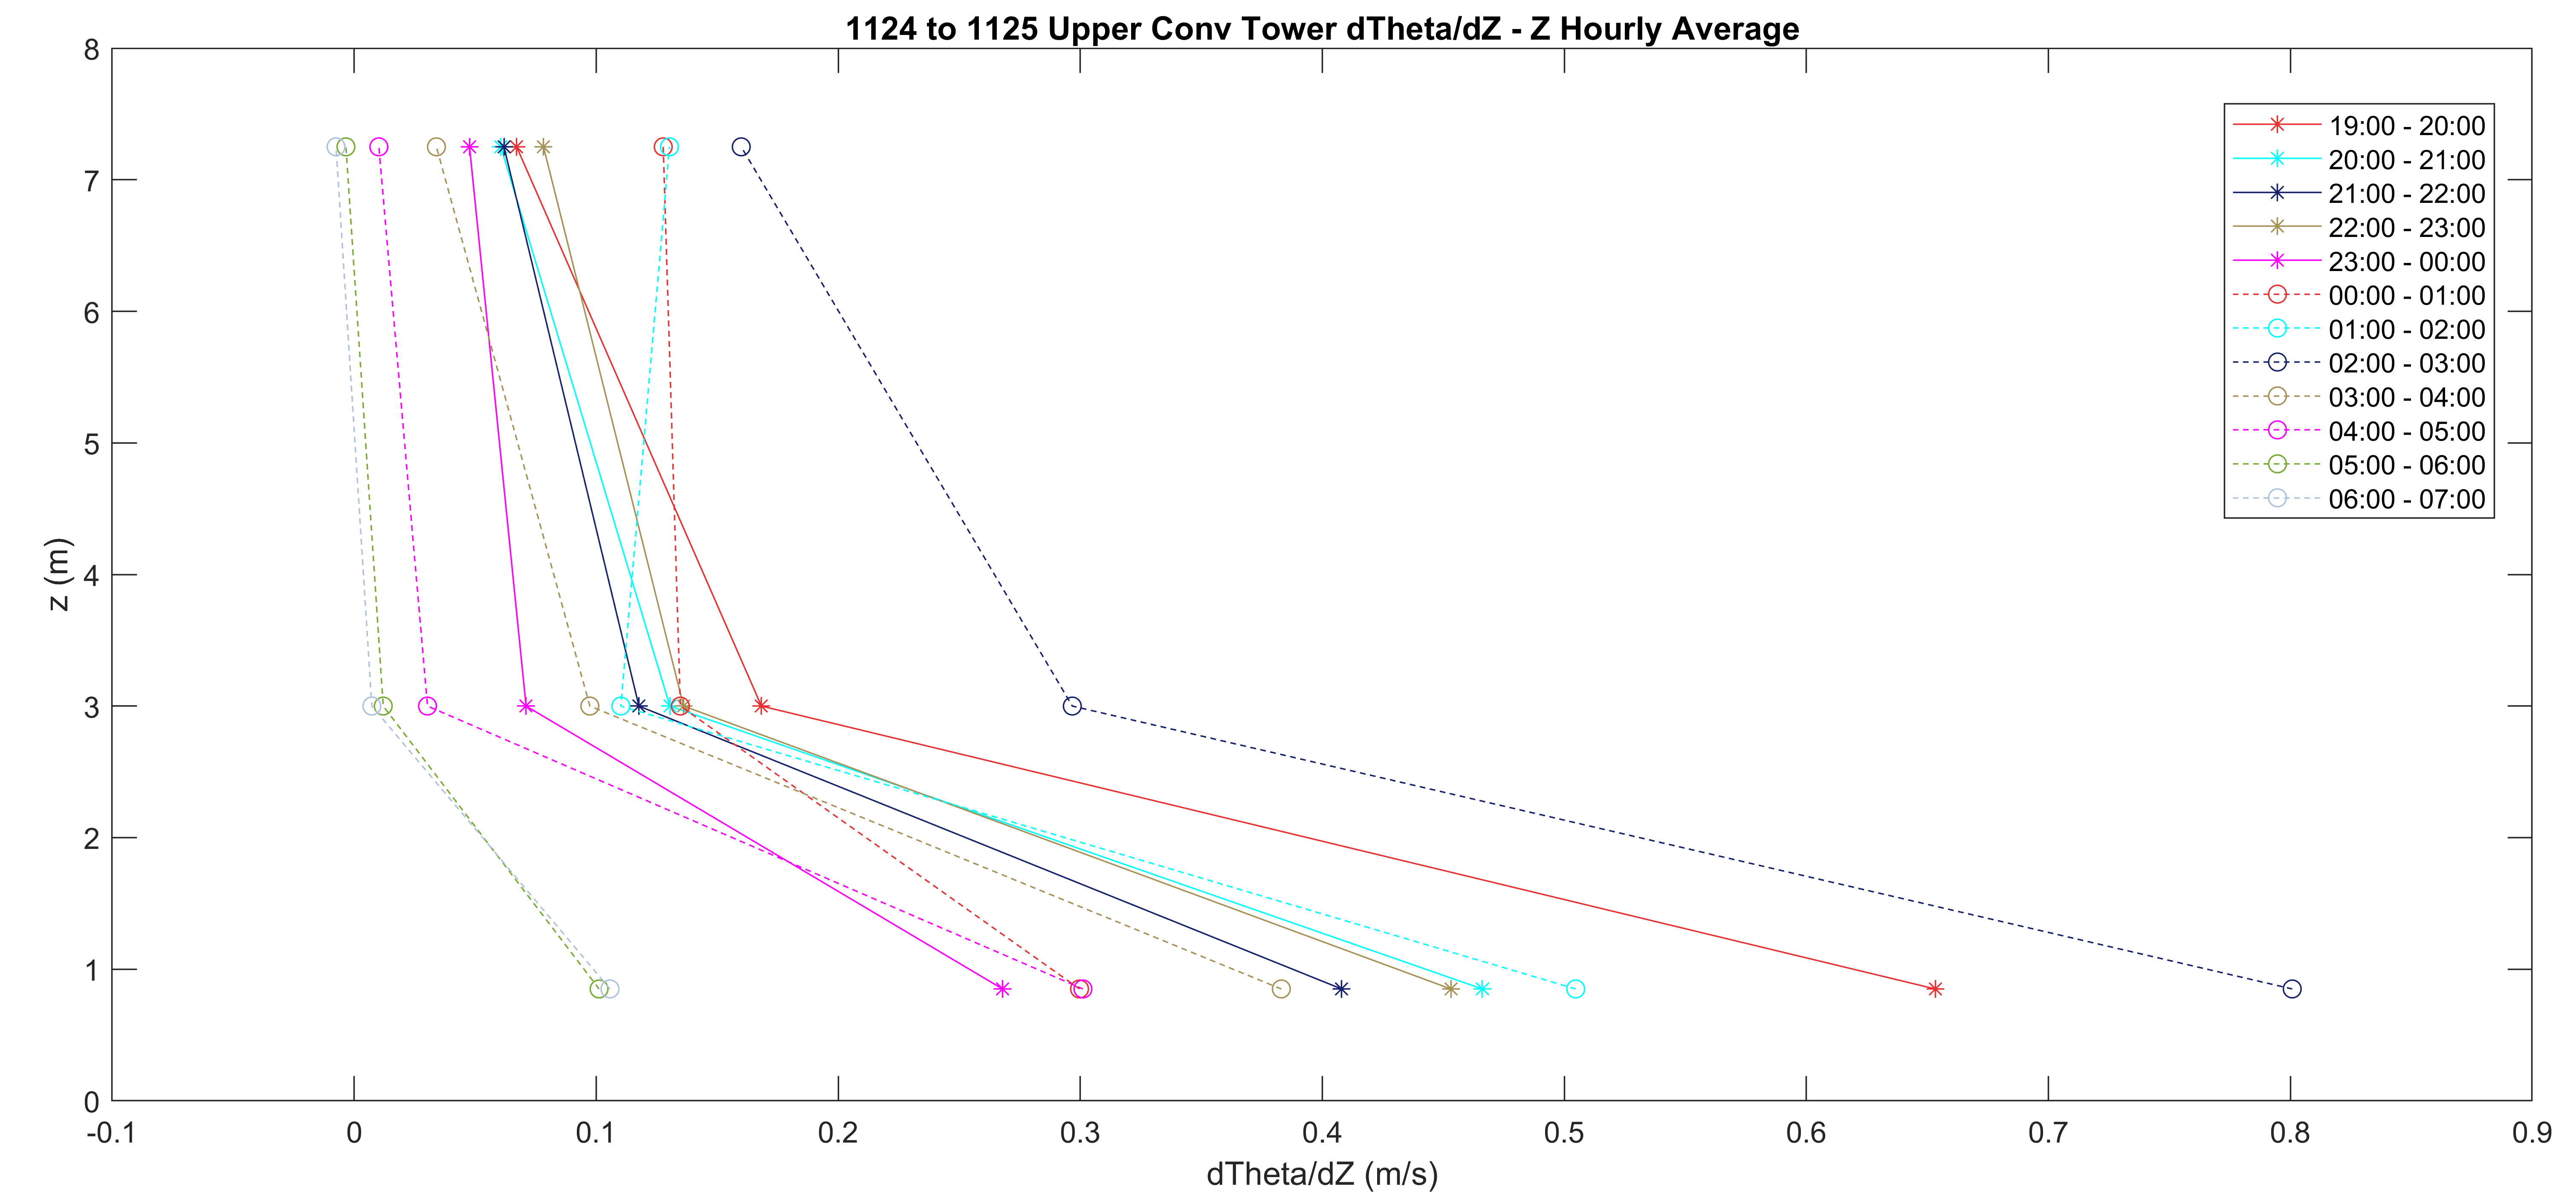 1124 to 1125 Upper Conv Tower dTheta/dZ - Z Hourly Average
8
7
6
5
4
3
2
1
0
z (m)
-0.1 0 0.1 0.2 0.3 0.4 0.5 0.6 0.7 0.8 0.9
dTheta/dZ (m/s)
19:00 - 20:00
20:00 - 21:00
21:00 - 22:00
22:00 - 23:00
23:00 - 00:00
00:00 - 01:00
01:00 - 02:00
02:00 - 03:00
03:00 - 04:00
04:00 - 05:00
05:00 - 06:00
06:00 - 07:00